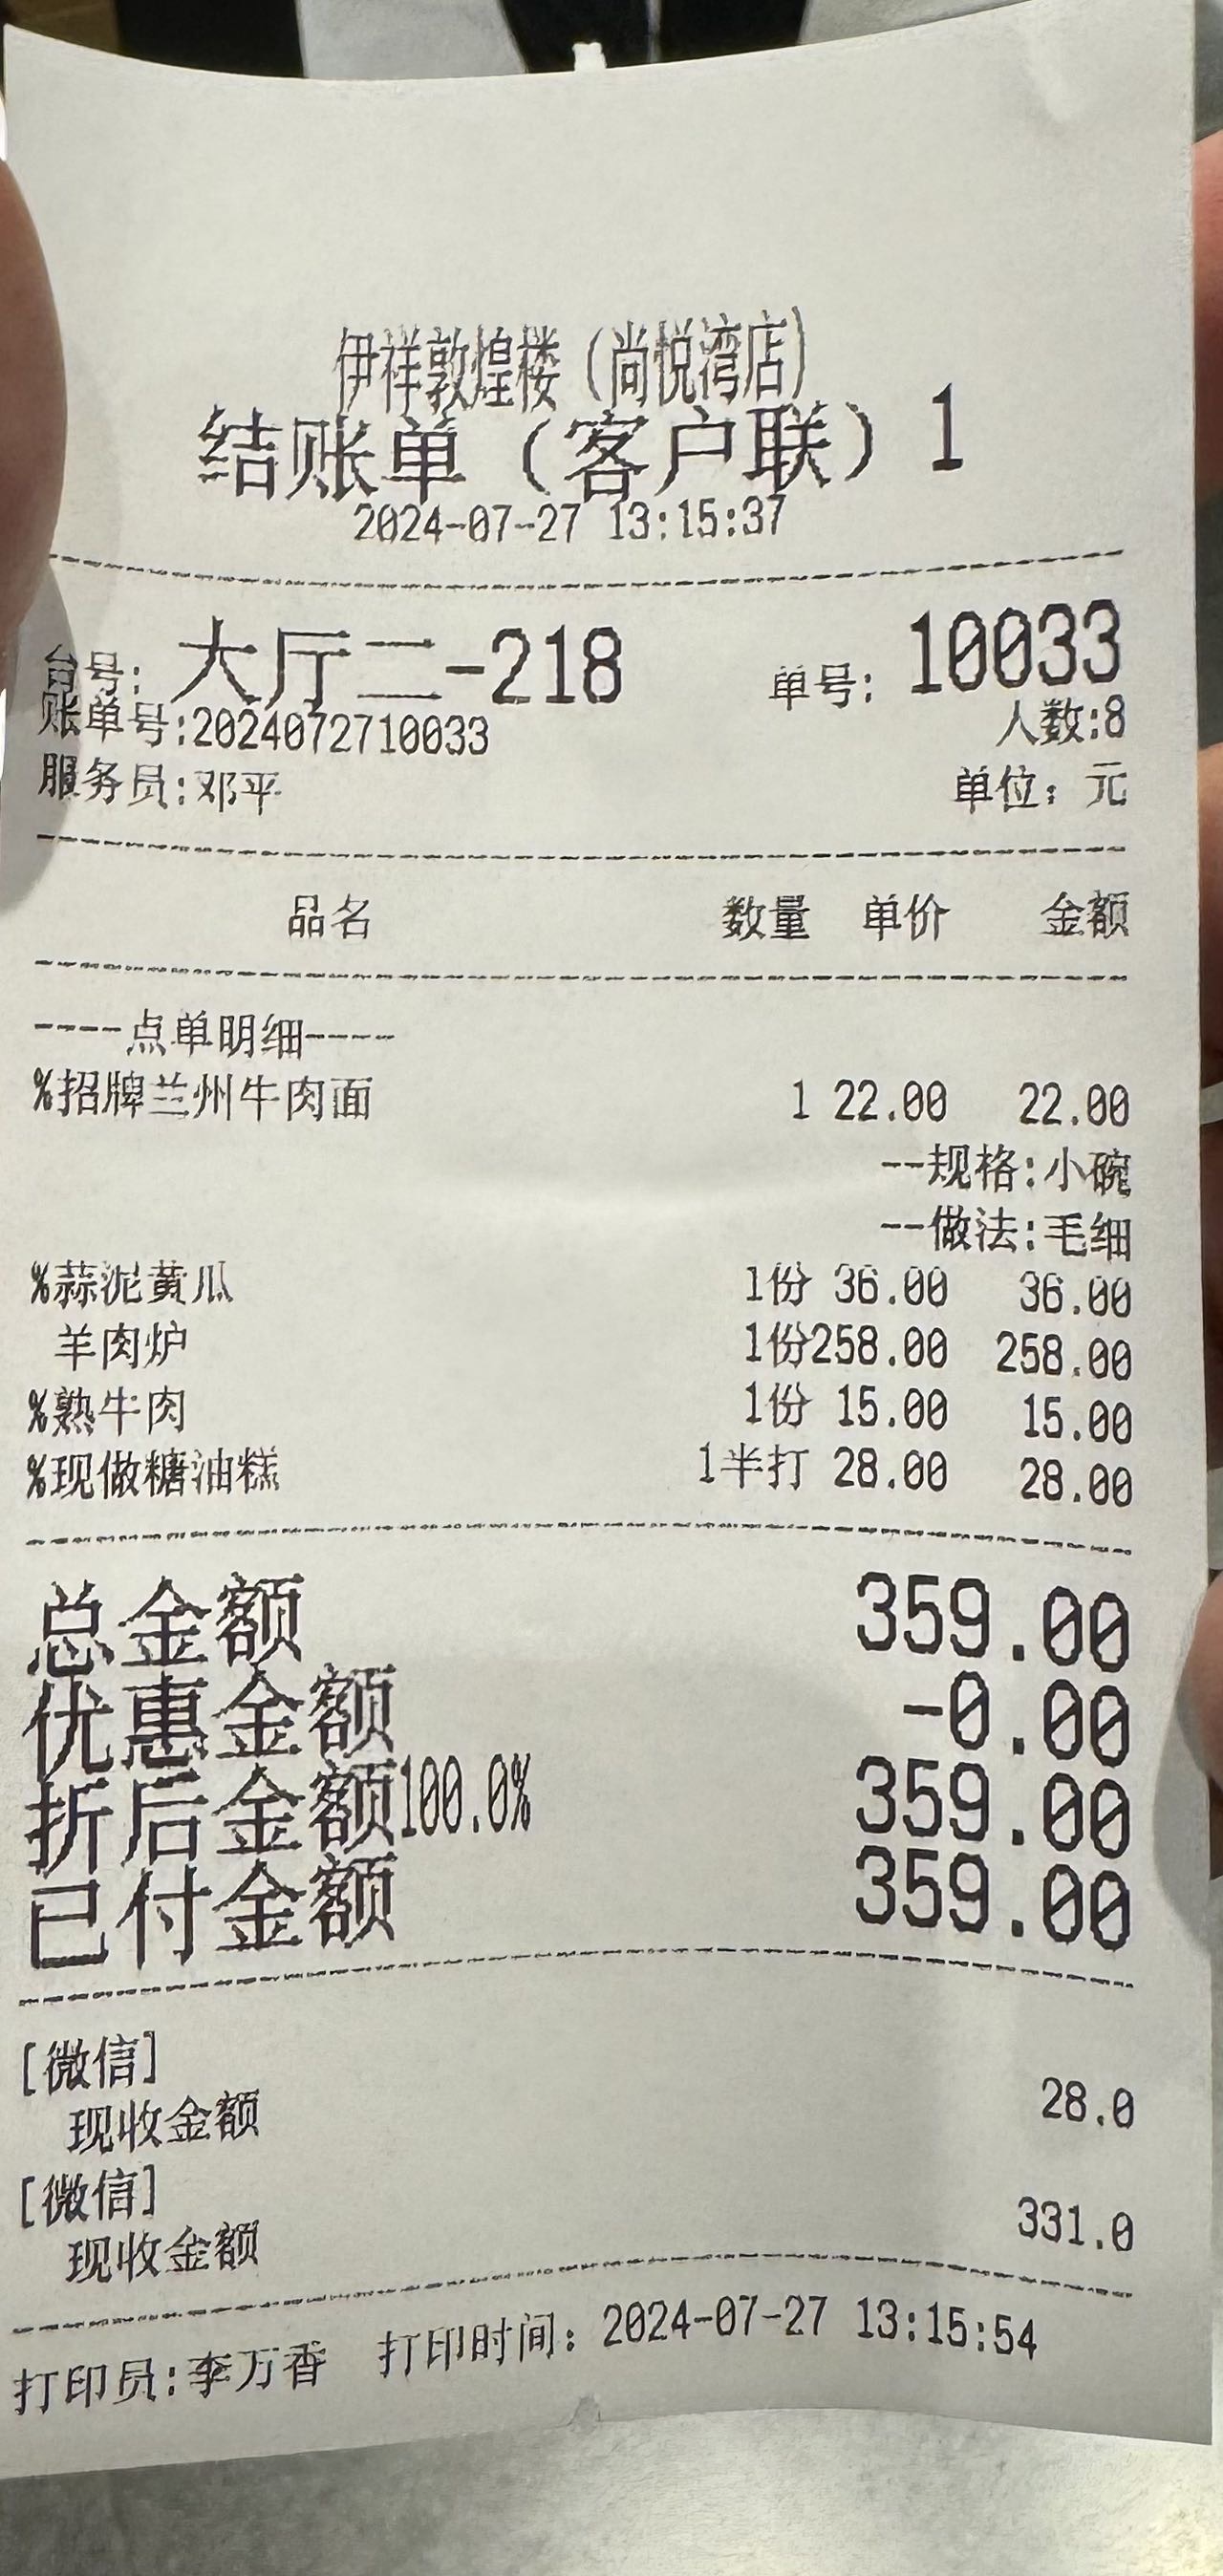 伊祥敦煌楼（尚悦湾店）
结账单（客户联）1
2024-07-27 13:15:37
台号: 大厅二-218 单号: 10033
账单号:2024072710033 人数:8
服务员:邓平 单位: 元
品名 数量 单价 金额
----点单明细----
%招牌兰州牛肉面 1 22.00 22.00
--规格:小碗
--做法:毛细
%蒜泥黄瓜 1份 36.00 36.00
羊肉炉 1份258.00 258.00
%熟牛肉 1份 15.00 15.00
%现做糖油糕 1半打 28.00 28.00
总金额 359.00
优惠金额 -0.00
折后金额100.0% 359.00
已付金额 359.00
[微信]
现收金额 28.0
[微信]
现收金额 331.0
打印员:李万香 打印时间: 2024-07-27 13:15:54